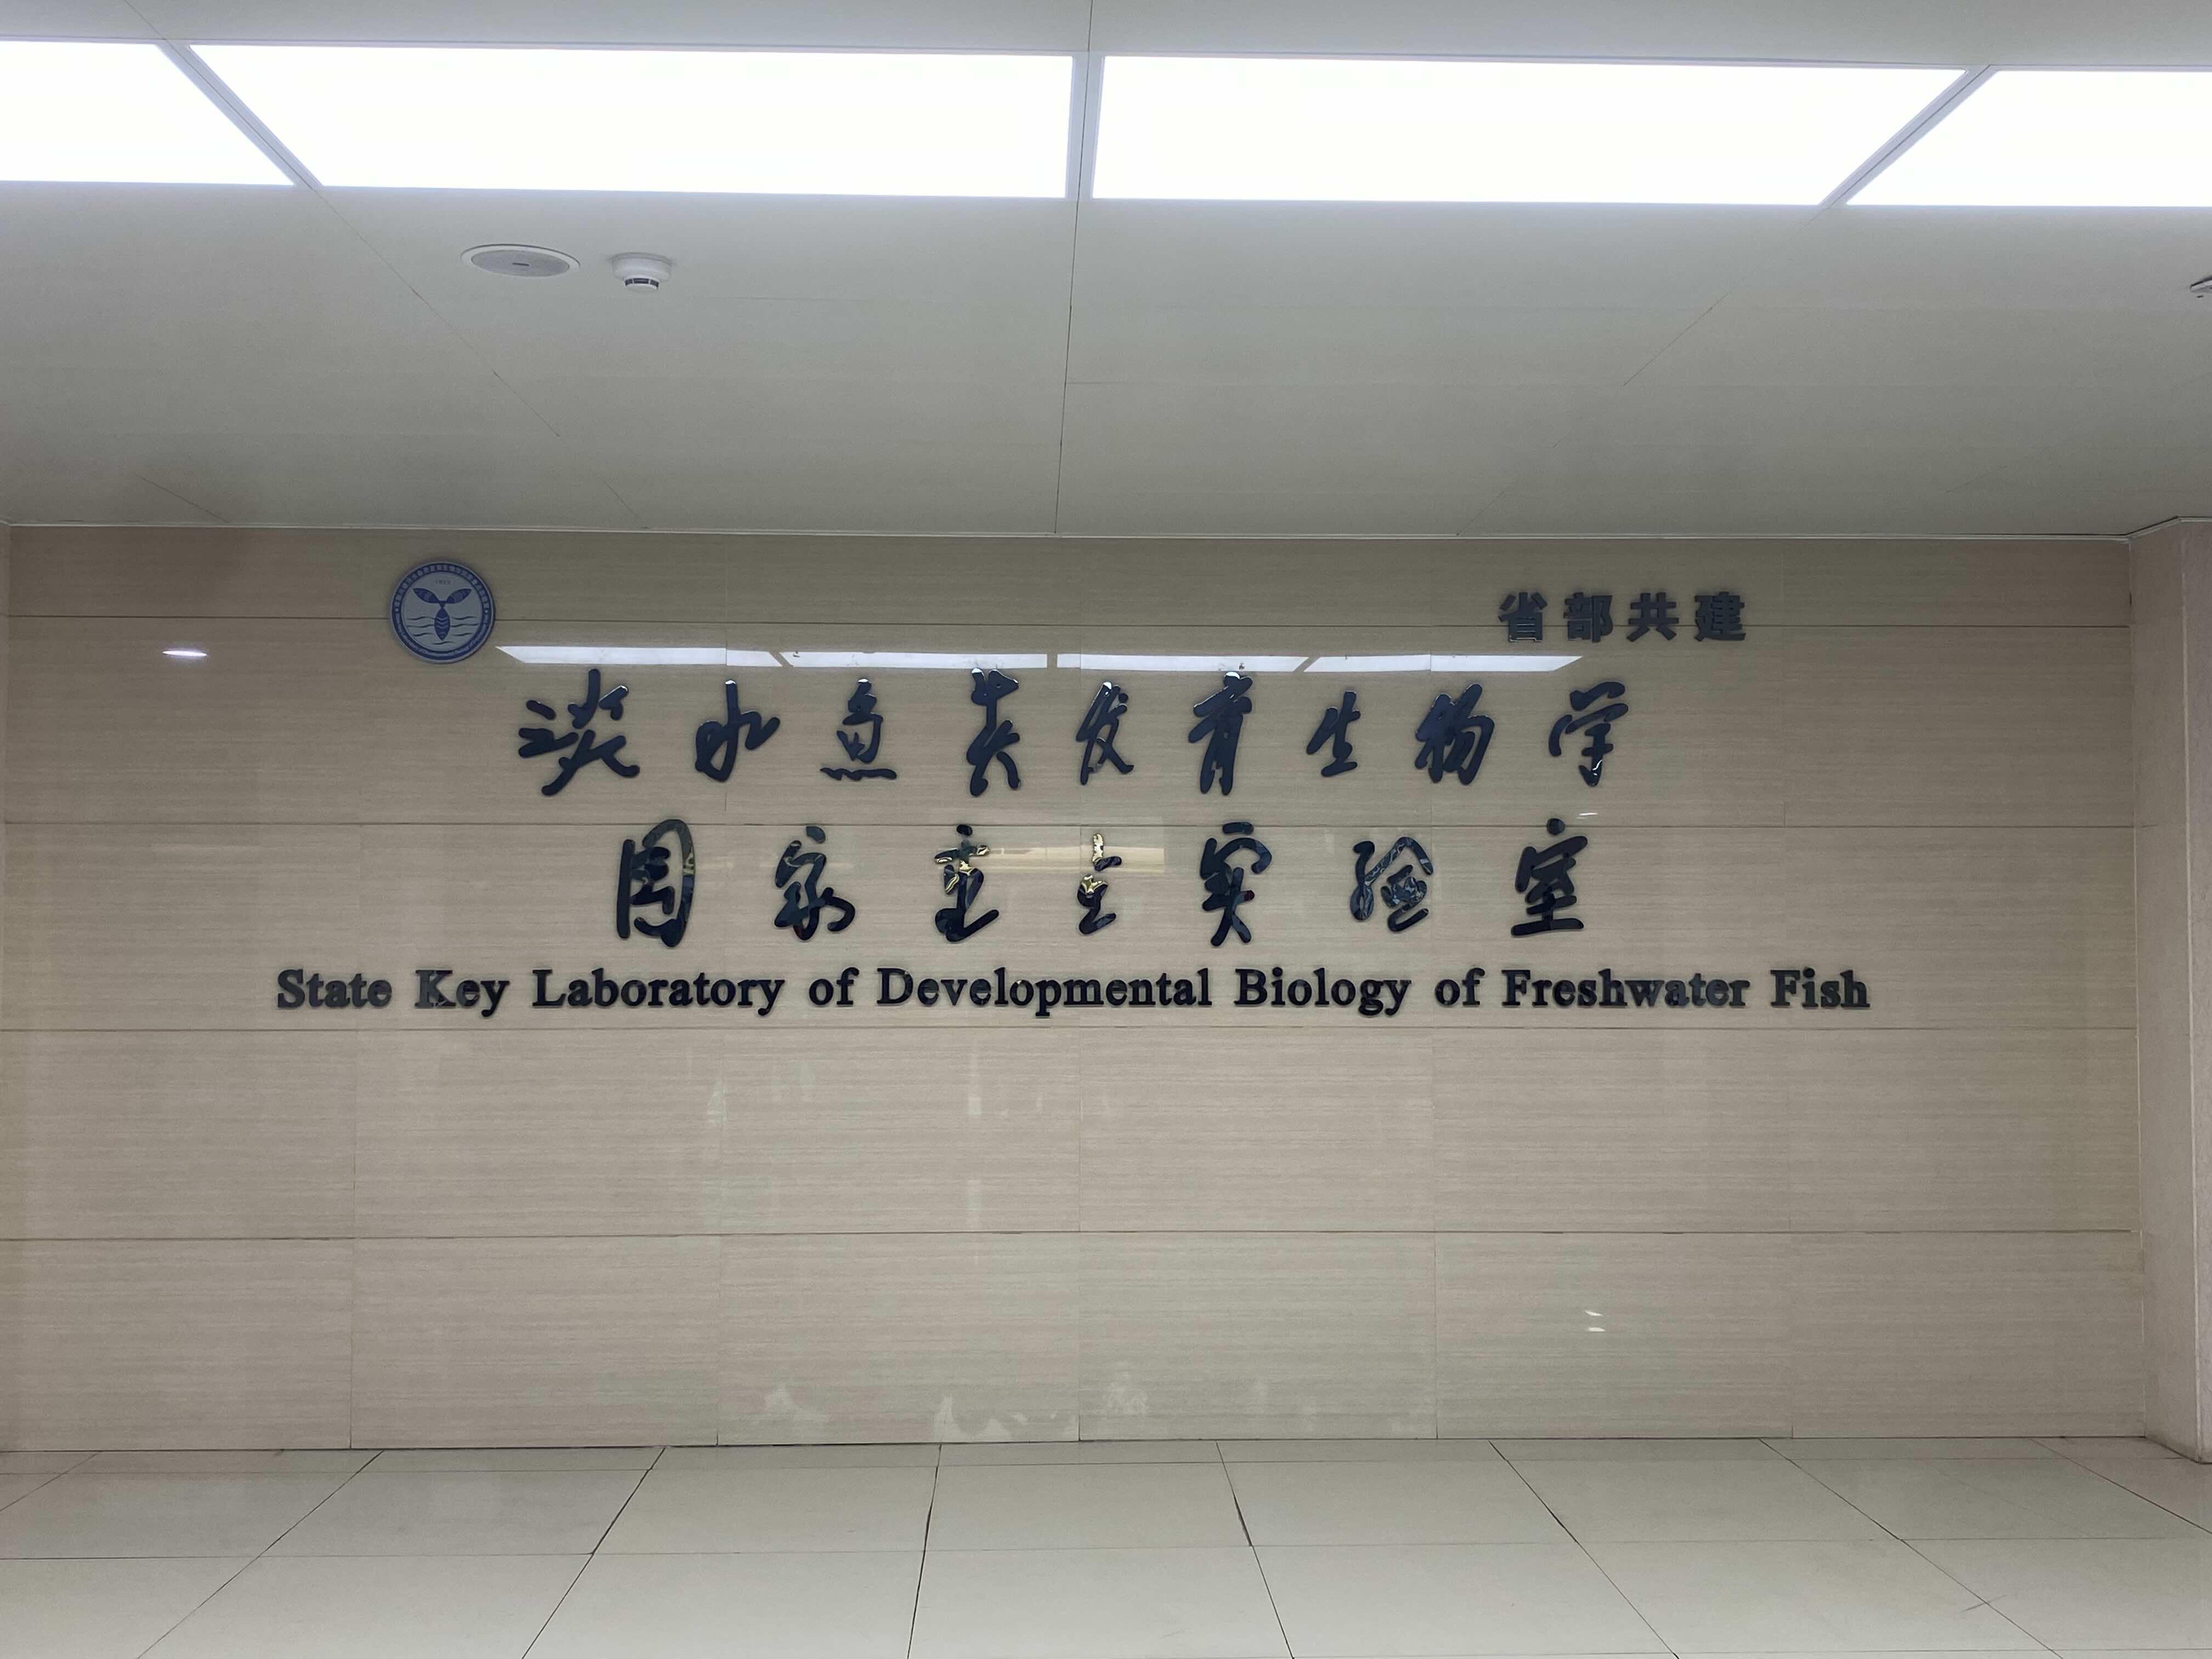 省部共建
淡水鱼类发育生物学
国家重点实验室
State Key Laboratory of Developmental Biology of Freshwater Fish